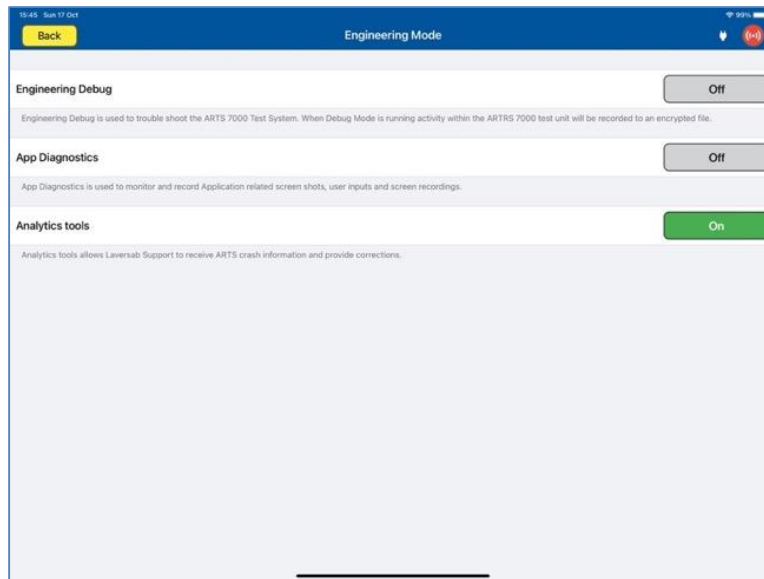 15:45 Sun 17 Oct 99%
Back Engineering Mode
Engineering Debug Off
Engineering Debug is used to trouble shoot the ARTS 7000 Test System. When Debug Mode is running activity within the ARTRS 7000 test unit will be recorded to an encrypted file.
App Diagnostics Off
App Diagnostics is used to monitor and record Application related screen shots, user inputs and screen recordings.
Analytics tools On
Analytics tools allows Laversab Support to receive ARTS crash information and provide corrections.